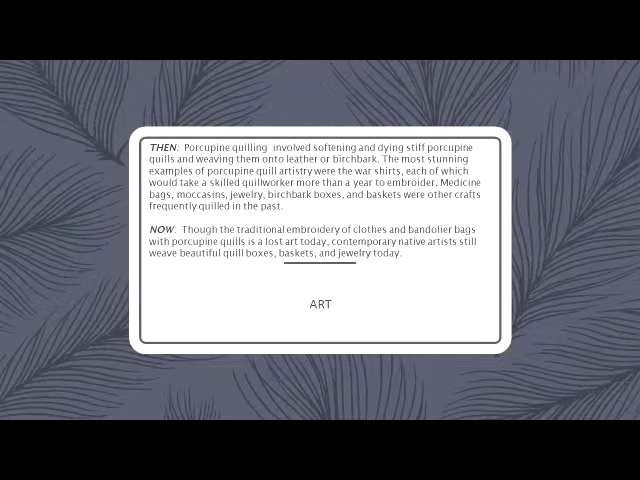 THEN: Porcupine quilling involved softening and dying stiff porcupine
quills and weaving them onto leather or birchbark. The most stunning
examples of porcupine quill artistry were the war shirts, each of which
would take a skilled quillworker more than a year to embroider. Medicine
bags, moccasins, jewelry, birchbark boxes, and baskets were other crafts
frequently quilled in the past.
NOW: Though the traditional embroidery of clothes and bandolier bags
with porcupine quills is a lost art today, contemporary native artists still
weave beautiful quill boxes, baskets, and jewelry today.
ART